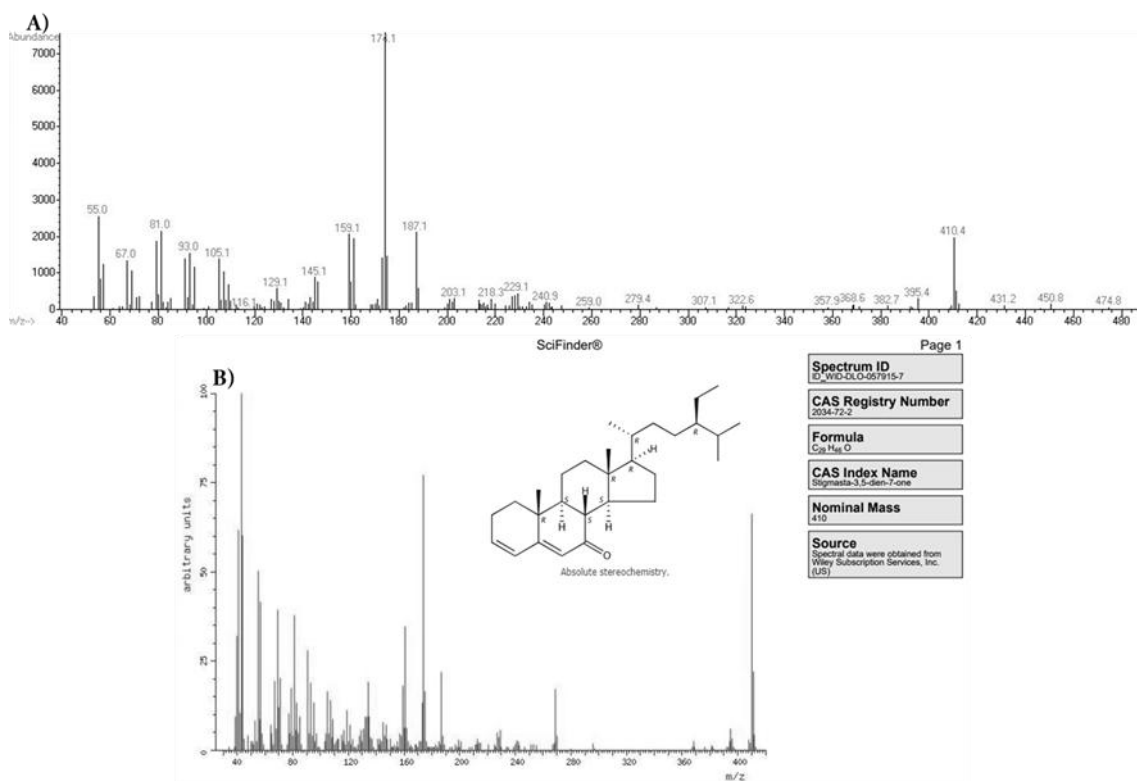 A)
Abundance
174.1
7000
6000
5000
4000
3000
2000
1000
0
55.0
67.0
81.0
93.0
105.1
116.1
129.1
145.1
159.1
187.1
203.1
218.3
229.1
240.9
259.0
279.4
307.1
322.6
357.9
368.6
382.7
395.4
410.4
431.2
450.8
474.8
m/z-->
40 60 80 100 120 140 160 180 200 220 240 260 280 300 320 340 360 380 400 420 440 460 480
SciFinder®
Page 1
B)
100
75
50
25
0
arbitrary units
40 80 120 160 200 240 280 320 360 400
m/z
R
R
R
R
S
S
S
H
H
H
H
O
Absolute stereochemistry.
Spectrum ID
ID_WID-DLO-057915-7
CAS Registry Number
2034-72-2
Formula
C29 H46 O
CAS Index Name
Stigmasta-3,5-dien-7-one
Nominal Mass
410
Source
Spectral data were obtained from
Wiley Subscription Services, Inc.
(US)